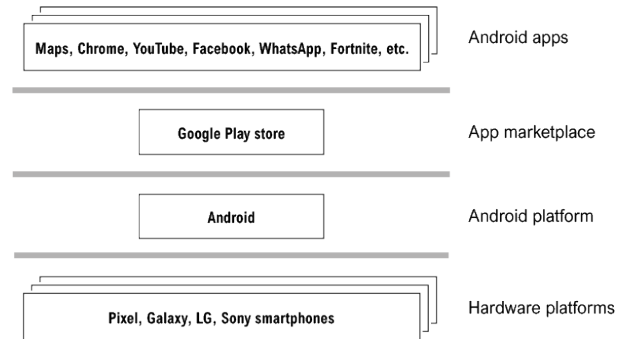 Maps, Chrome, YouTube, Facebook, WhatsApp, Fortnite, etc.
Android apps
Google Play store
App marketplace
Android
Android platform
Pixel, Galaxy, LG, Sony smartphones
Hardware platforms